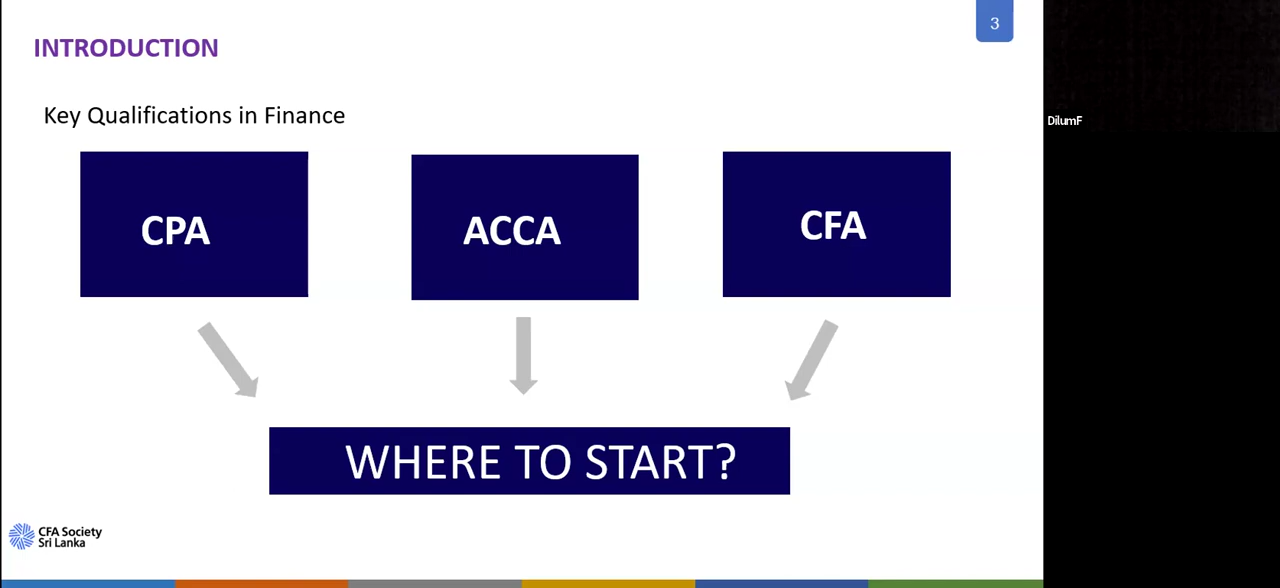 3
INTRODUCTION
Key Qualifications in Finance
CPA
ACCA
CFA
WHERE TO START?
CFA Society
Sri Lanka
DilumF